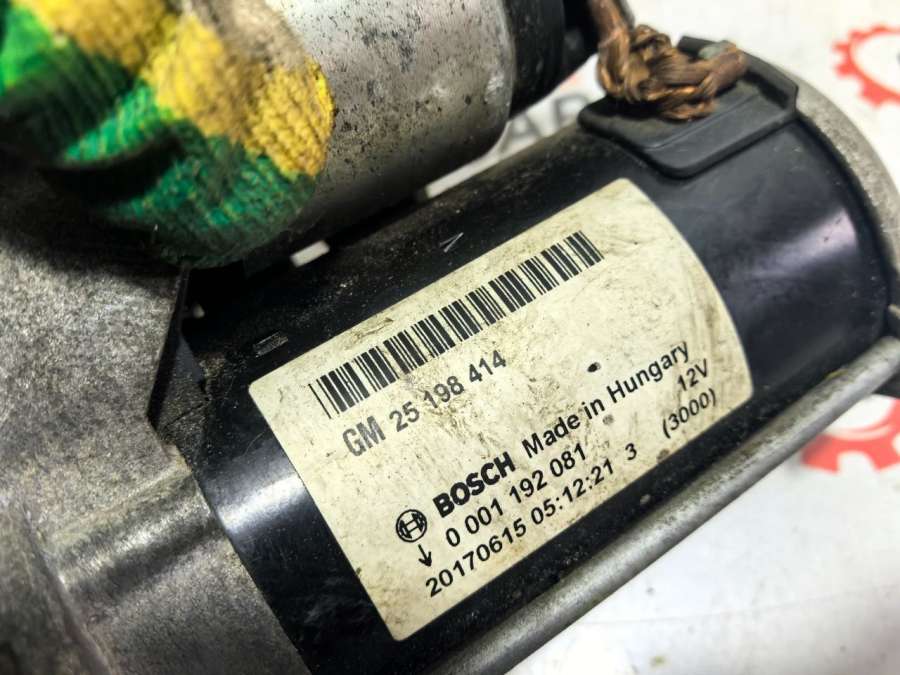 GM 25 198 414
BOSCH Made in Hungary
0 001 192 081 12V
20170615 05:12:21 3 (3000)